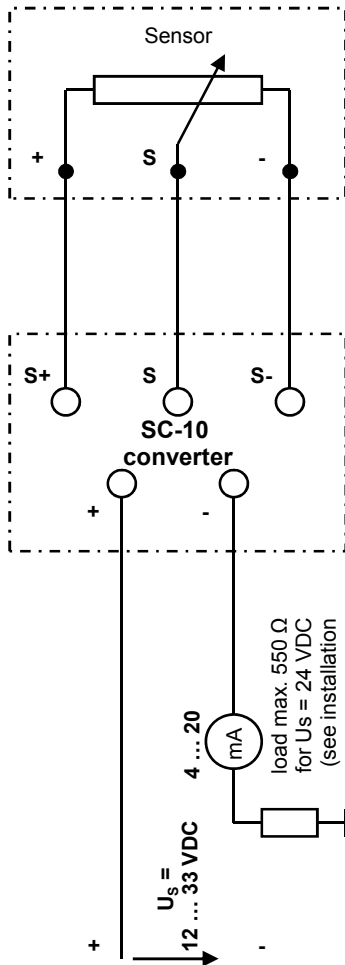 Sensor
+ S -
S+ S S-
SC-10
converter
+ -
4 ... 20
mA
load max. 550 Ω
for Us = 24 VDC
(see installation
U_S =
12 ... 33 VDC
+ -